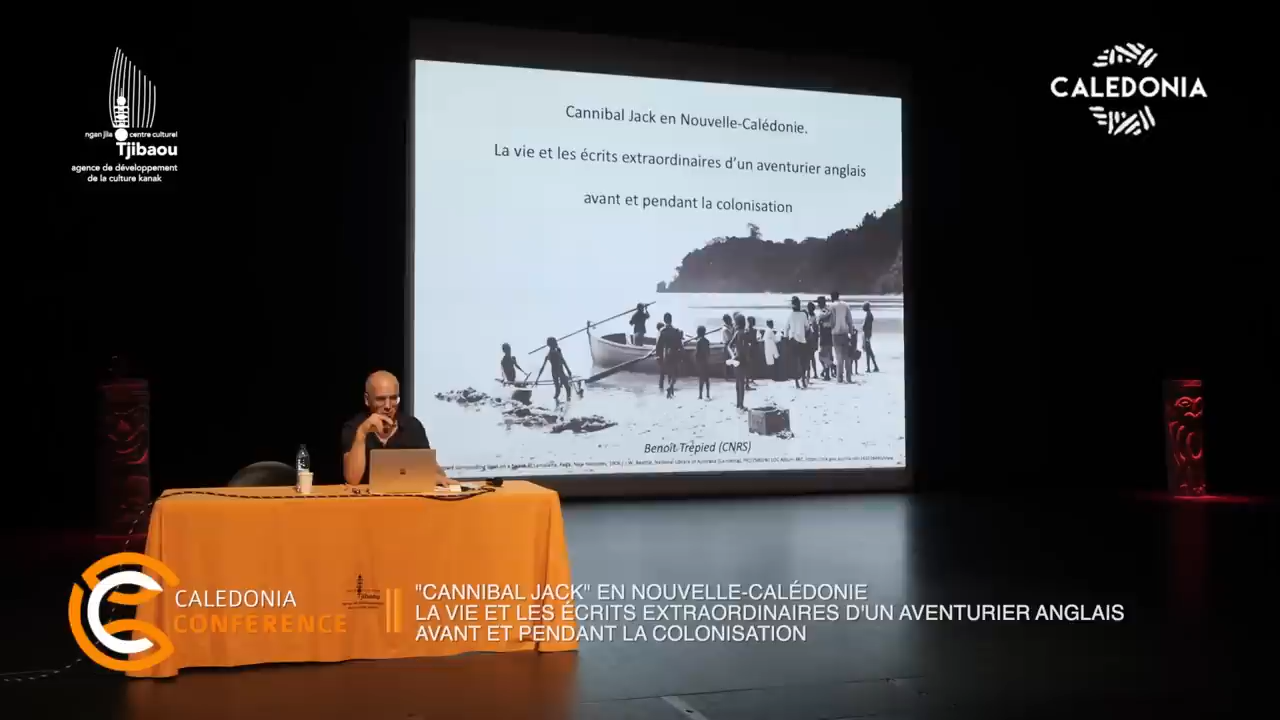 ngan jila centre culturel
Tjibaou
agence de développement
de la culture kanak
CALEDONIA
Cannibal Jack en Nouvelle-Calédonie.
La vie et les écrits extraordinaires d'un aventurier anglais
avant et pendant la colonisation
Benoît Trépied (CNRS)
CALEDONIA
CONFERENCE
Tjibaou
"CANNIBAL JACK" EN NOUVELLE-CALÉDONIE
LA VIE ET LES ÉCRITS EXTRAORDINAIRES D'UN AVENTURIER ANGLAIS
AVANT ET PENDANT LA COLONISATION